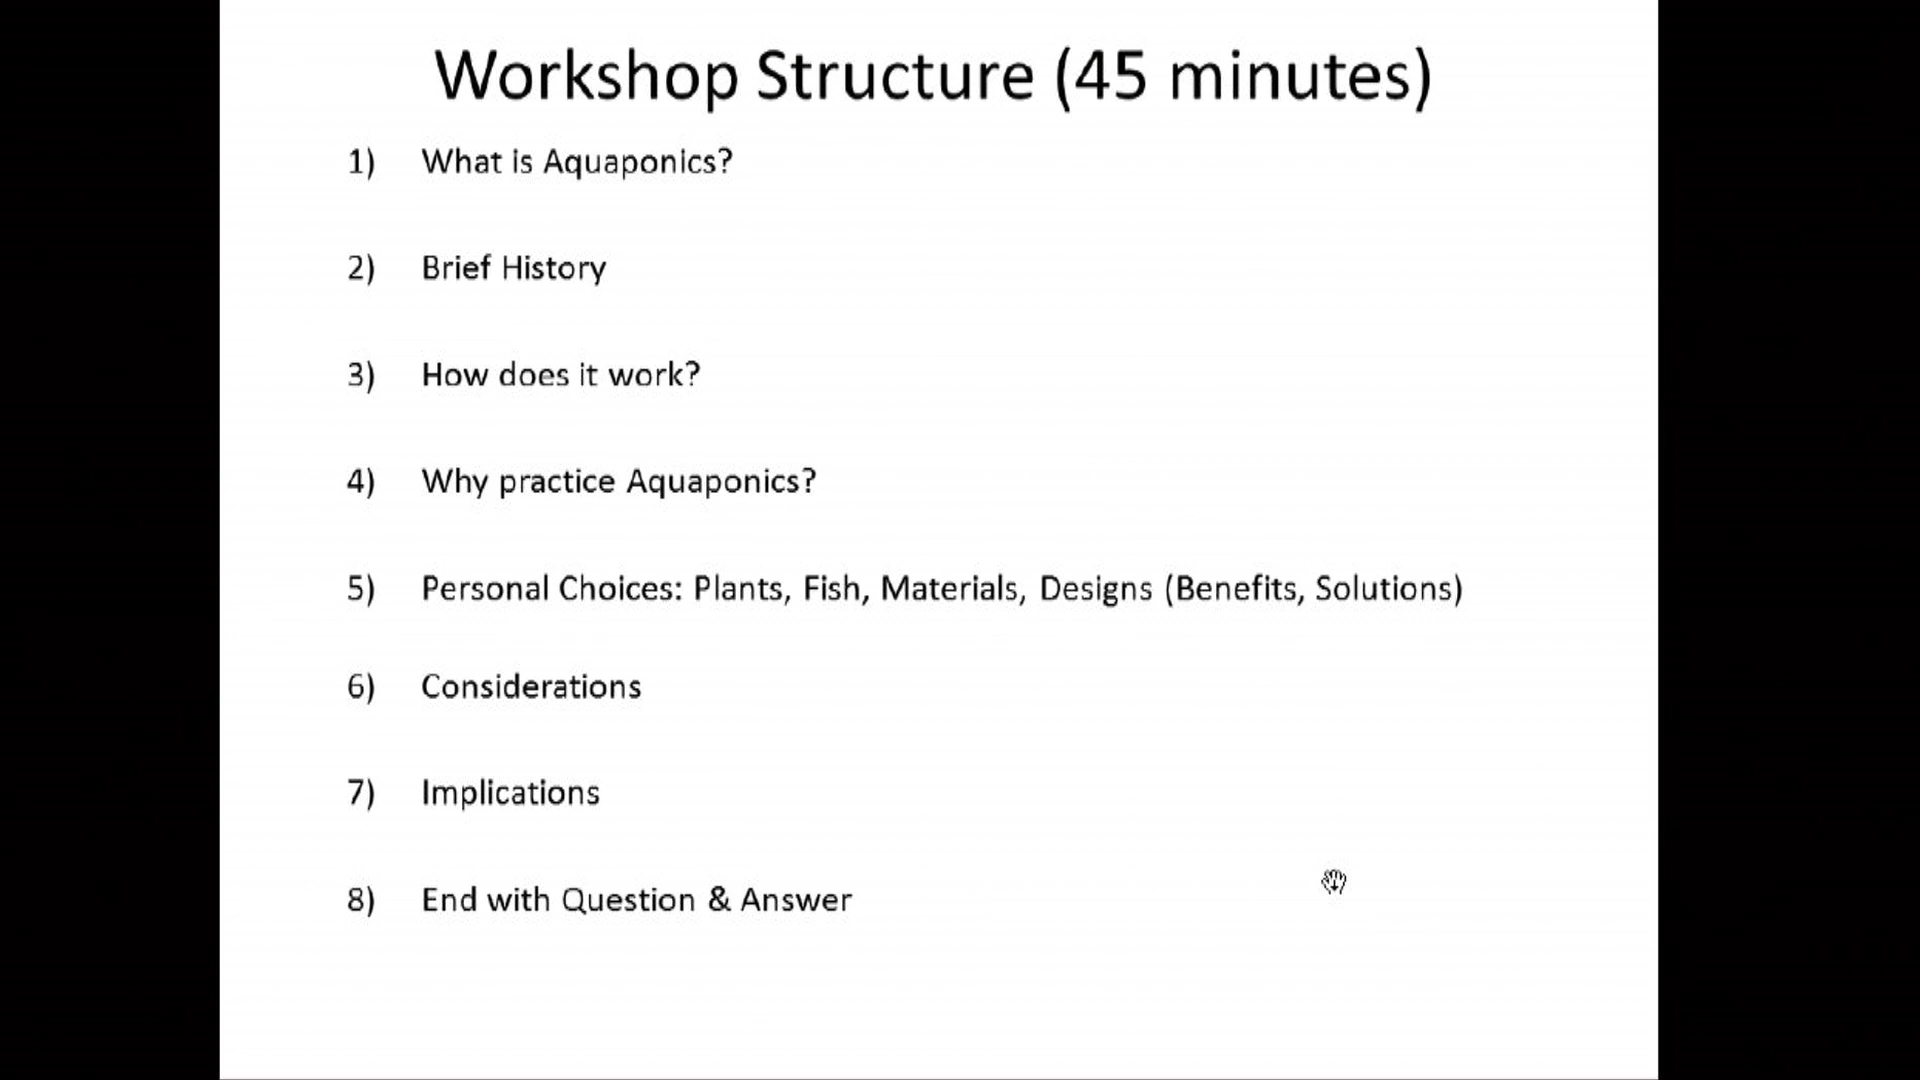 Workshop Structure (45 minutes)
1) What is Aquaponics?
2) Brief History
3) How does it work?
4) Why practice Aquaponics?
5) Personal Choices: Plants, Fish, Materials, Designs (Benefits, Solutions)
6) Considerations
7) Implications
8) End with Question & Answer